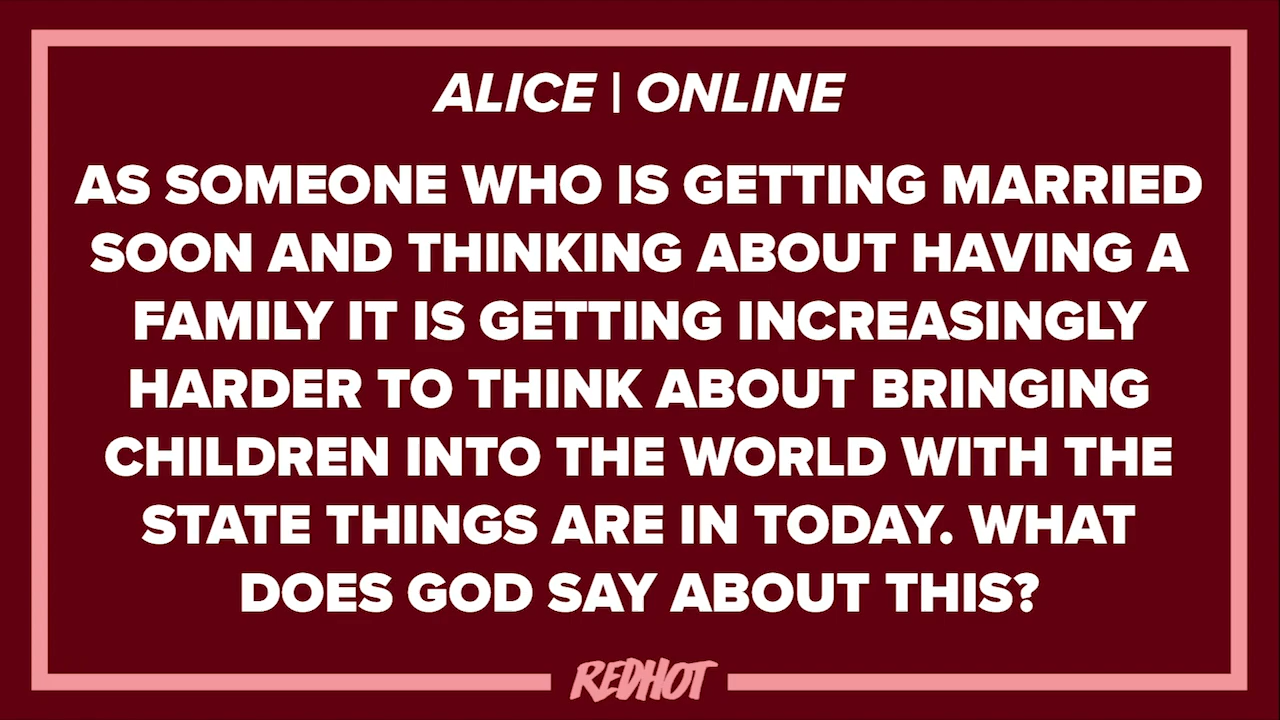 ALICE | ONLINE
AS SOMEONE WHO IS GETTING MARRIED
SOON AND THINKING ABOUT HAVING A
FAMILY IT IS GETTING INCREASINGLY
HARDER TO THINK ABOUT BRINGING
CHILDREN INTO THE WORLD WITH THE
STATE THINGS ARE IN TODAY. WHAT
DOES GOD SAY ABOUT THIS?
REDHOT